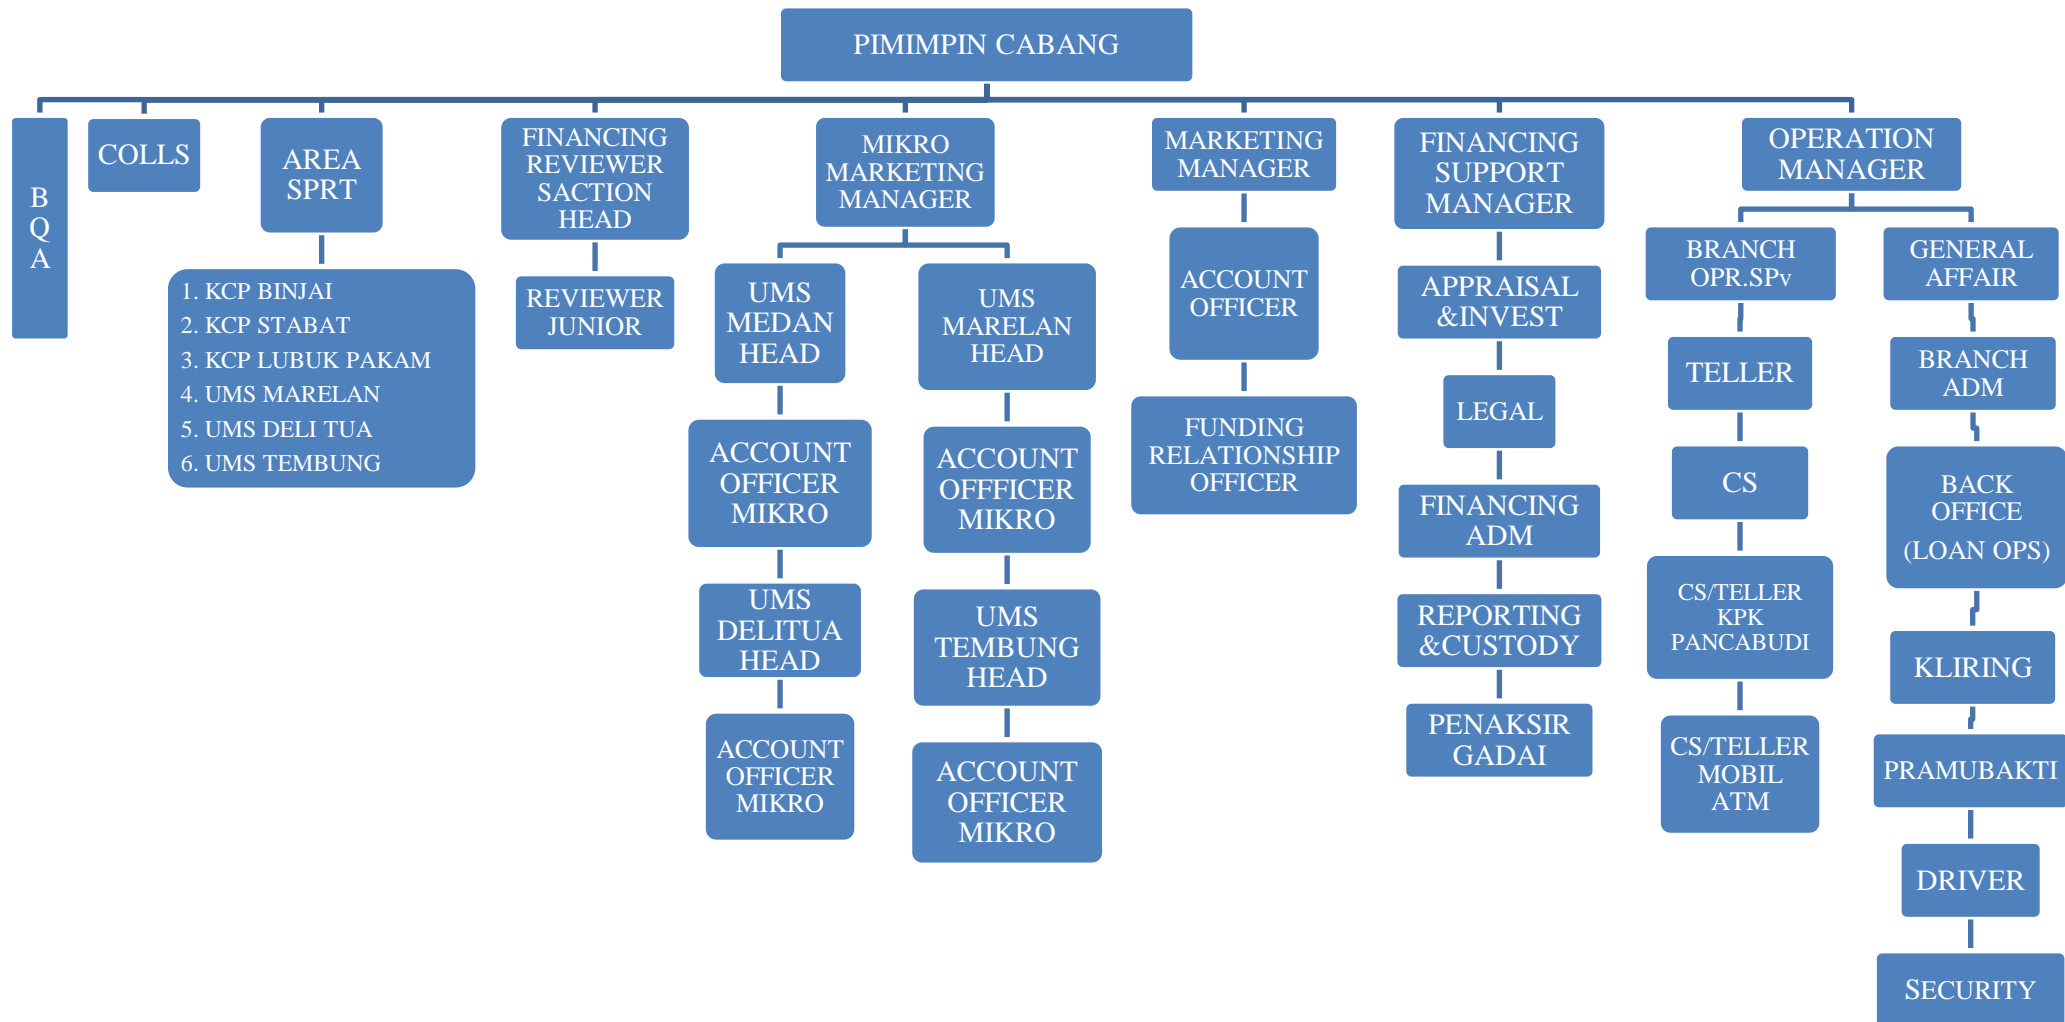 PIMIMPIN CABANG
B
Q
A
COLLS
AREA
SPRT
1. KCP BINJAI
2. KCP STABAT
3. KCP LUBUK PAKAM
4. UMS MARELAN
5. UMS DELI TUA
6. UMS TEMBUNG
FINANCING
REVIEWER
SACTION
HEAD
REVIEWER
JUNIOR
MIKRO
MARKETING
MANAGER
UMS
MEDAN
HEAD
ACCOUNT
OFFICER
MIKRO
UMS
DELITUA
HEAD
ACCOUNT
OFFICER
MIKRO
UMS
MARELAN
HEAD
ACCOUNT
OFFFICER
MIKRO
UMS
TEMBUNG
HEAD
ACCOUNT
OFFICER
MIKRO
MARKETING
MANAGER
ACCOUNT
OFFICER
FUNDING
RELATIONSHIP
OFFICER
FINANCING
SUPPORT
MANAGER
APPRAISAL
&INVEST
LEGAL
FINANCING
ADM
REPORTING
&CUSTODY
PENAKSIR
GADAI
OPERATION
MANAGER
BRANCH
OPR.SPv
TELLER
CS
CS/TELLER
KPK
PANCABUDI
CS/TELLER
MOBIL
ATM
GENERAL
AFFAIR
BRANCH
ADM
BACK
OFFICE
(LOAN OPS)
KLIRING
PRAMUBAKTI
DRIVER
SECURITY